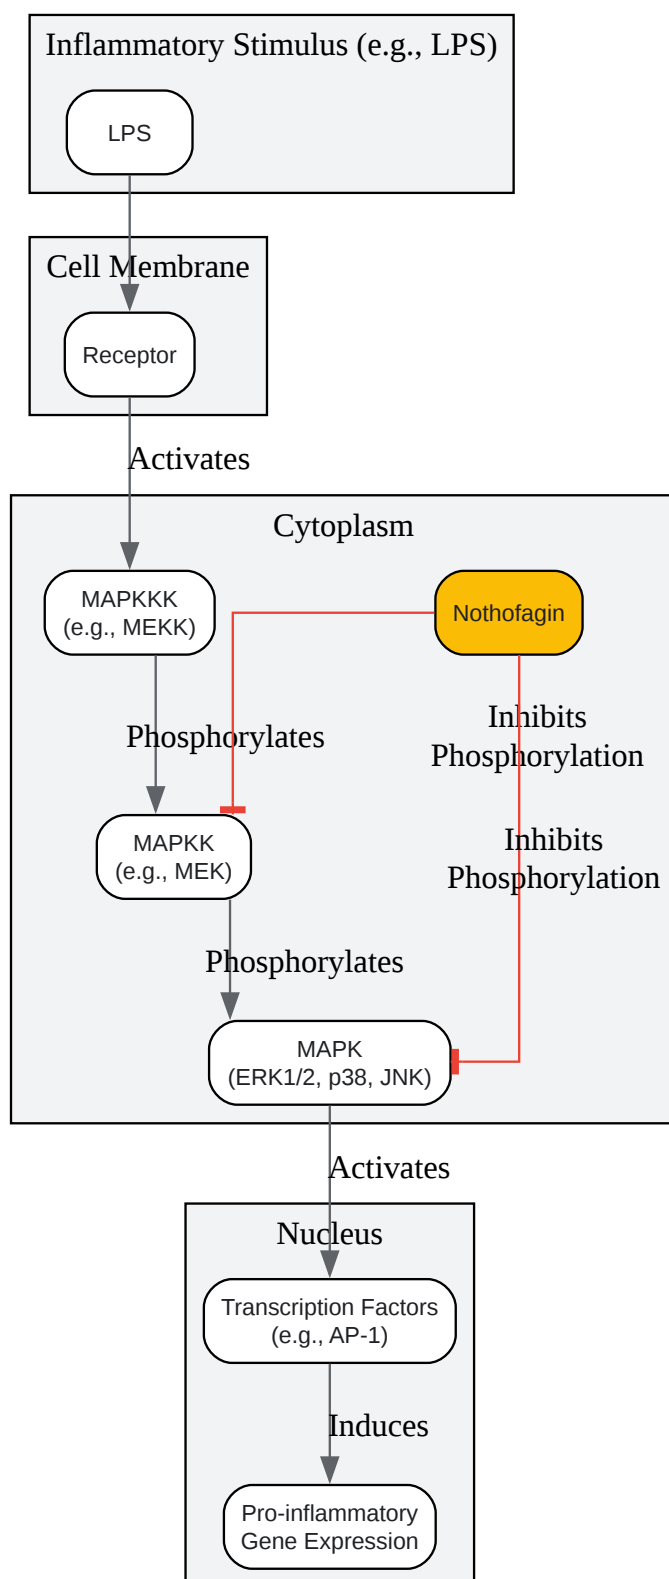 Inflammatory Stimulus (e.g., LPS)
LPS
Cell Membrane
Receptor
Activates
Cytoplasm
MAPKKK
(e.g., MEKK)
Nothofagin
Phosphorylates
Inhibits
Phosphorylation
MAPKK
(e.g., MEK)
Inhibits
Phosphorylation
Phosphorylates
MAPK
(ERK1/2, p38, JNK)
Activates
Nucleus
Transcription Factors
(e.g., AP-1)
Induces
Pro-inflammatory
Gene Expression